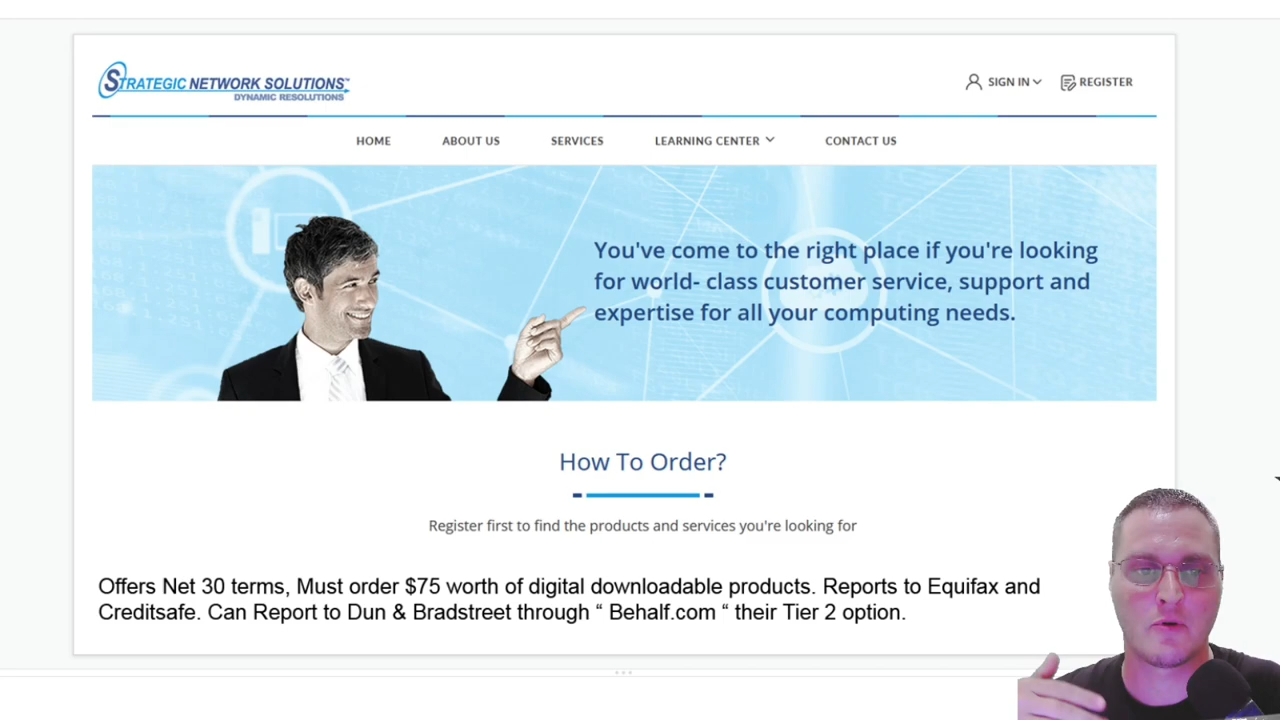 STRATEGIC NETWORK SOLUTIONS™
DYNAMIC RESOLUTIONS
SIGN IN
REGISTER
HOME
ABOUT US
SERVICES
LEARNING CENTER
CONTACT US
You've come to the right place if you're looking
for world- class customer service, support and
expertise for all your computing needs.
How To Order?
Register first to find the products and services you're looking for
Offers Net 30 terms, Must order $75 worth of digital downloadable products. Reports to Equifax and
Creditsafe. Can Report to Dun & Bradstreet through “ Behalf.com “ their Tier 2 option.